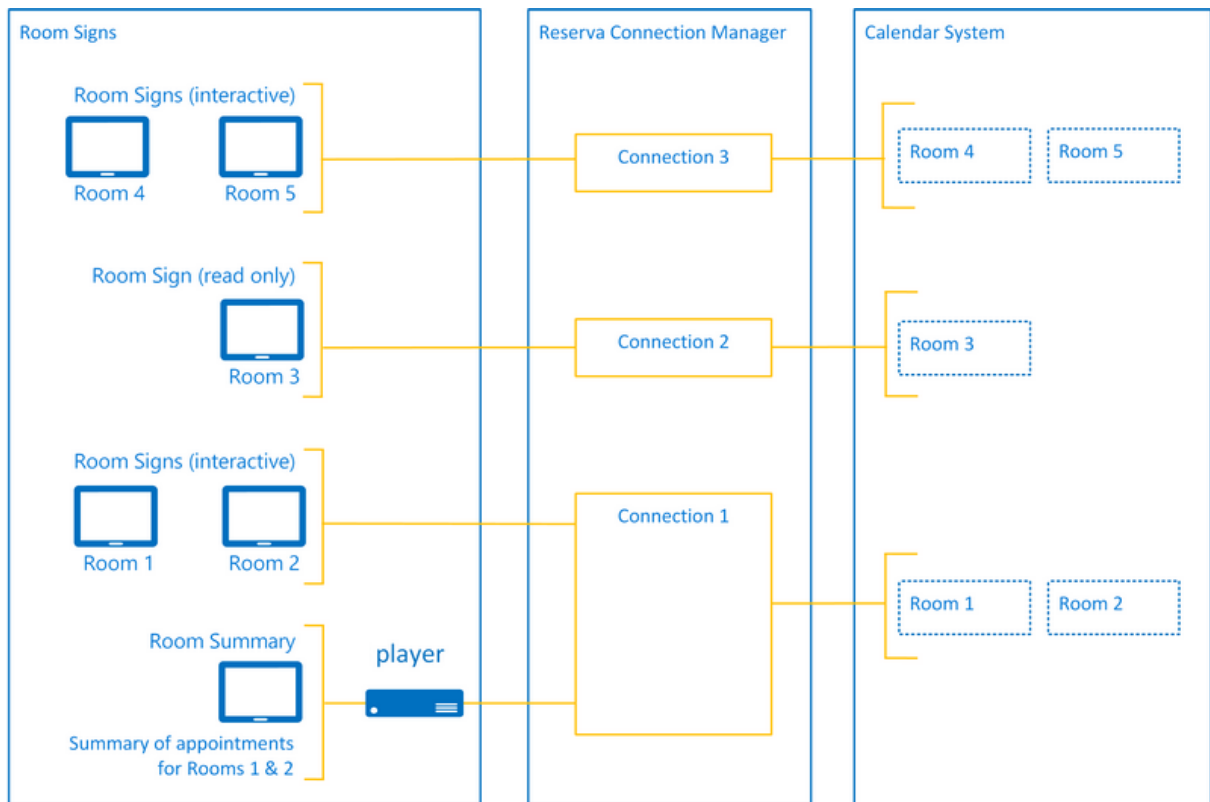 Room Signs
Room Signs (interactive)
Room 4
Room 5
Room Sign (read only)
Room 3
Room Signs (interactive)
Room 1
Room 2
Room Summary
player
Summary of appointments
for Rooms 1 & 2
Reserva Connection Manager
Connection 3
Connection 2
Connection 1
Calendar System
Room 4
Room 5
Room 3
Room 1
Room 2